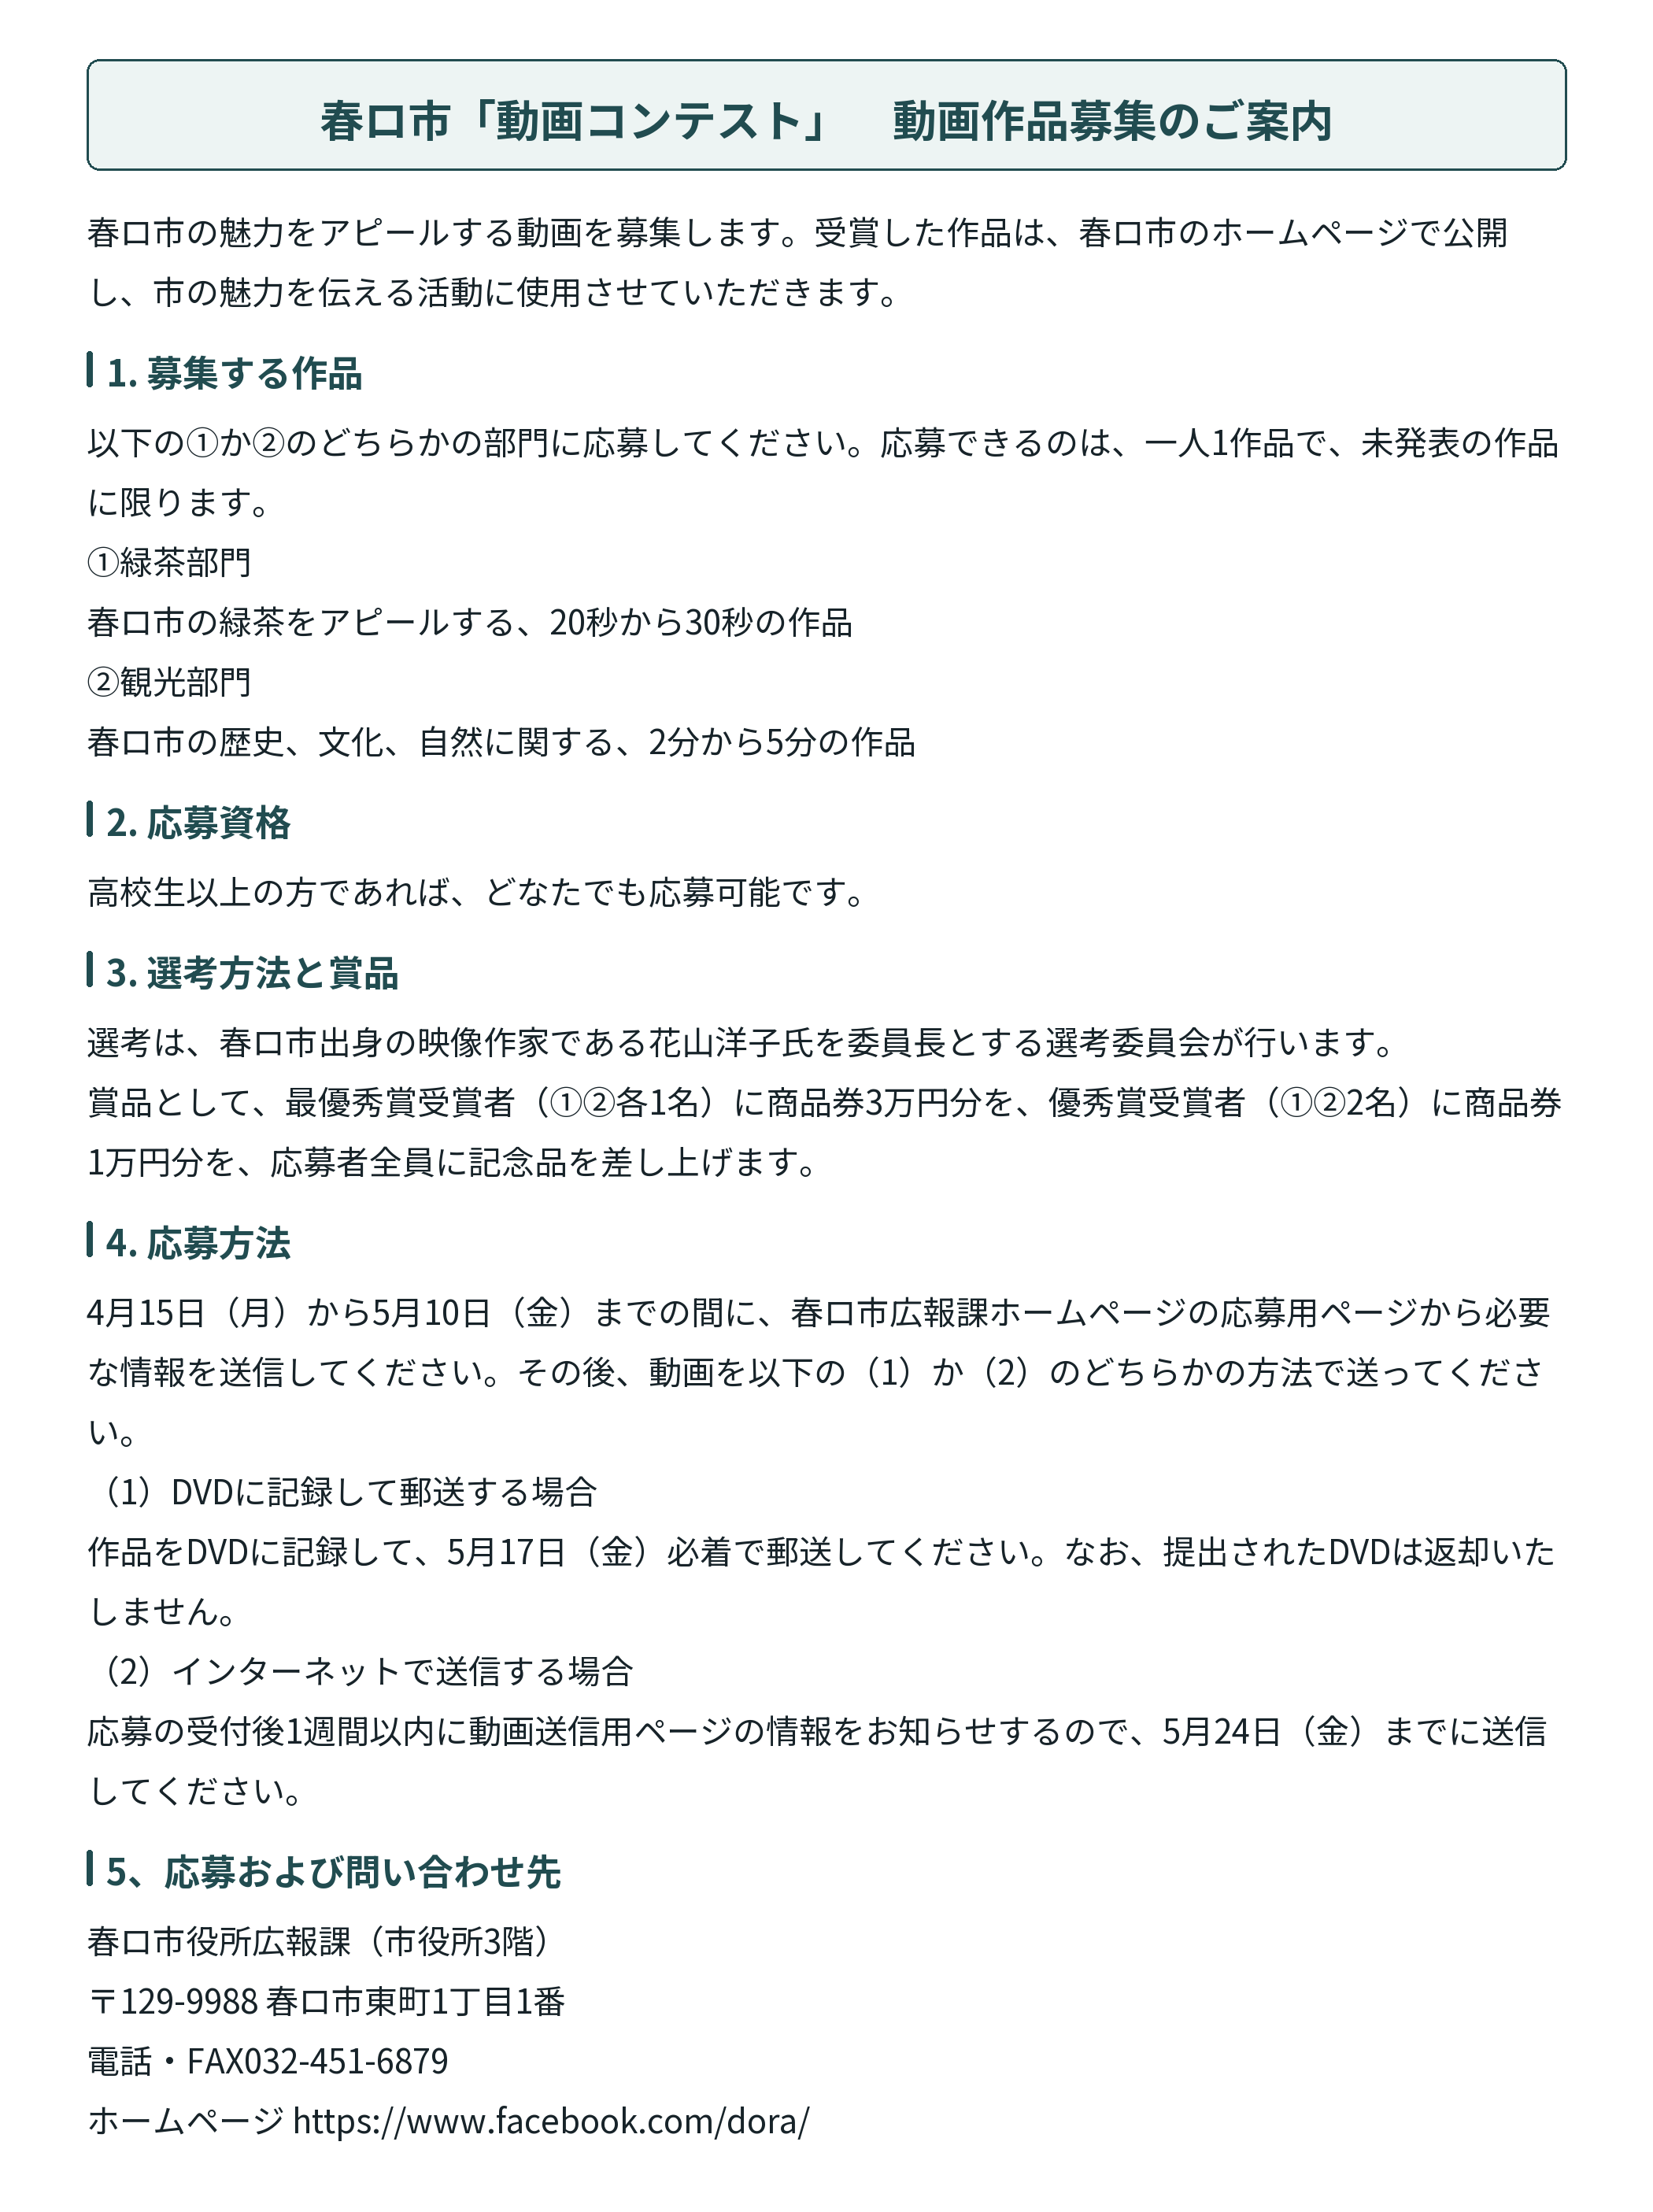 春口市「動画コンテスト」　動画作品募集のご案内
春口市の魅力をアピールする動画を募集します。受賞した作品は、春口市のホームページで公開
し、市の魅力を伝える活動に使用させていただきます。
1. 募集する作品
以下の①か②のどちらかの部門に応募してください。応募できるのは、一人1作品で、未発表の作品
に限ります。
①緑茶部門
春口市の緑茶をアピールする、20秒から30秒の作品
②観光部門
春口市の歴史、文化、自然に関する、2分から5分の作品
2. 応募資格
高校生以上の方であれば、どなたでも応募可能です。
3. 選考方法と賞品
選考は、春口市出身の映像作家である花山洋子氏を委員長とする選考委員会が行います。
賞品として、最優秀賞受賞者（①②各1名）に商品券3万円分を、優秀賞受賞者（①②2名）に商品券
1万円分を、応募者全員に記念品を差し上げます。
4. 応募方法
4月15日（月）から5月10日（金）までの間に、春口市広報課ホームページの応募用ページから必要
な情報を送信してください。その後、動画を以下の（1）か（2）のどちらかの方法で送ってくださ
い。
（1）DVDに記録して郵送する場合
作品をDVDに記録して、5月17日（金）必着で郵送してください。なお、提出されたDVDは返却いた
しません。
（2）インターネットで送信する場合
応募の受付後1週間以内に動画送信用ページの情報をお知らせするので、5月24日（金）までに送信
してください。
5、応募および問い合わせ先
春口市役所広報課（市役所3階）
〒129-9988 春口市東町1丁目1番
電話・FAX032-451-6879
ホームページ https://www.facebook.com/dora/